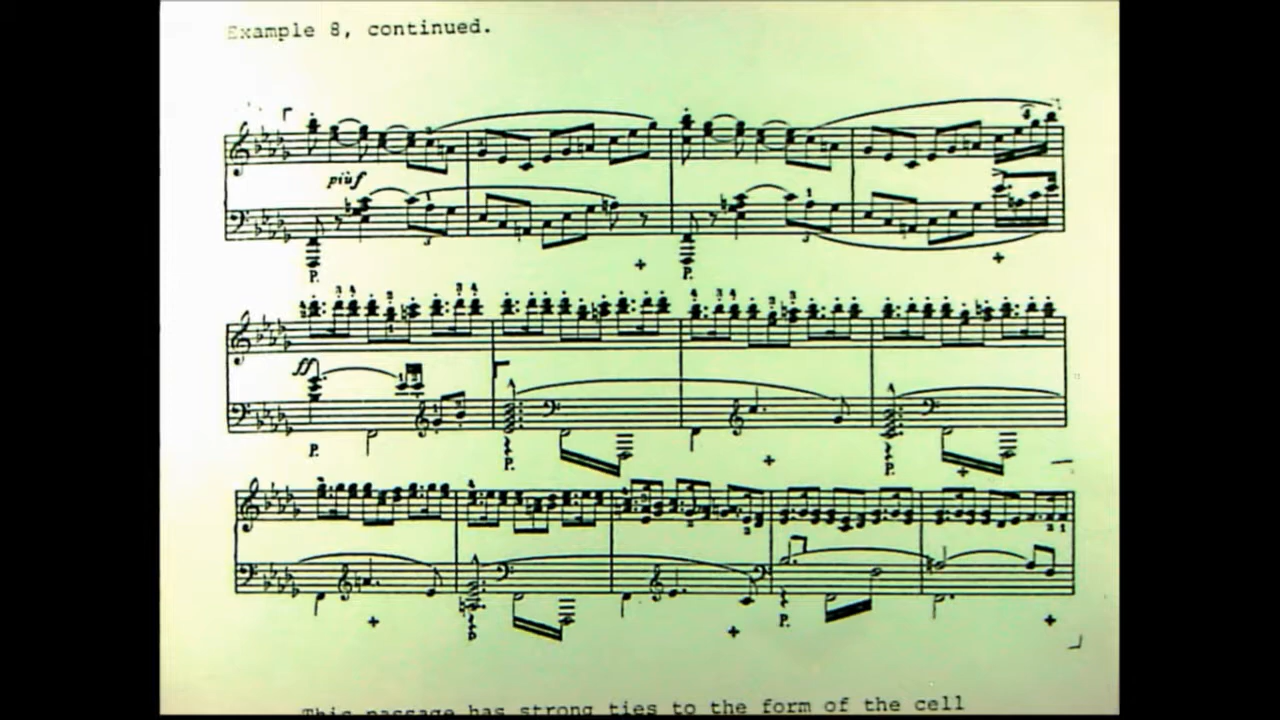 Example 8, continued.
più f
P.
P.
ff
P.
P.
P.
P.
This passage has strong ties to the form of the cell